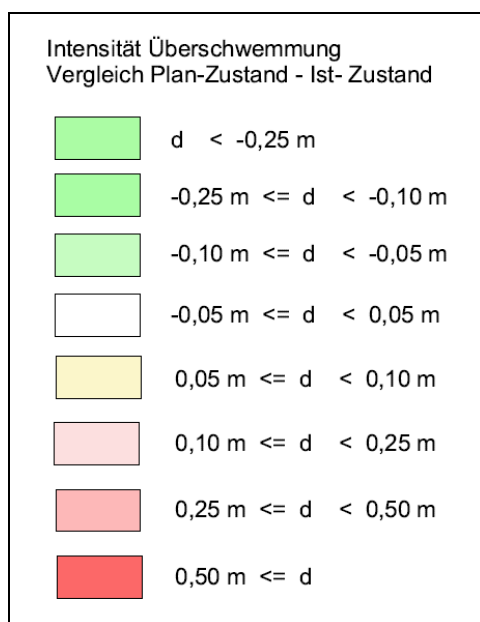 Intensität Überschwemmung
Vergleich Plan-Zustand - Ist- Zustand
d < -0,25 m
-0,25 m <= d < -0,10 m
-0,10 m <= d < -0,05 m
-0,05 m <= d < 0,05 m
0,05 m <= d < 0,10 m
0,10 m <= d < 0,25 m
0,25 m <= d < 0,50 m
0,50 m <= d